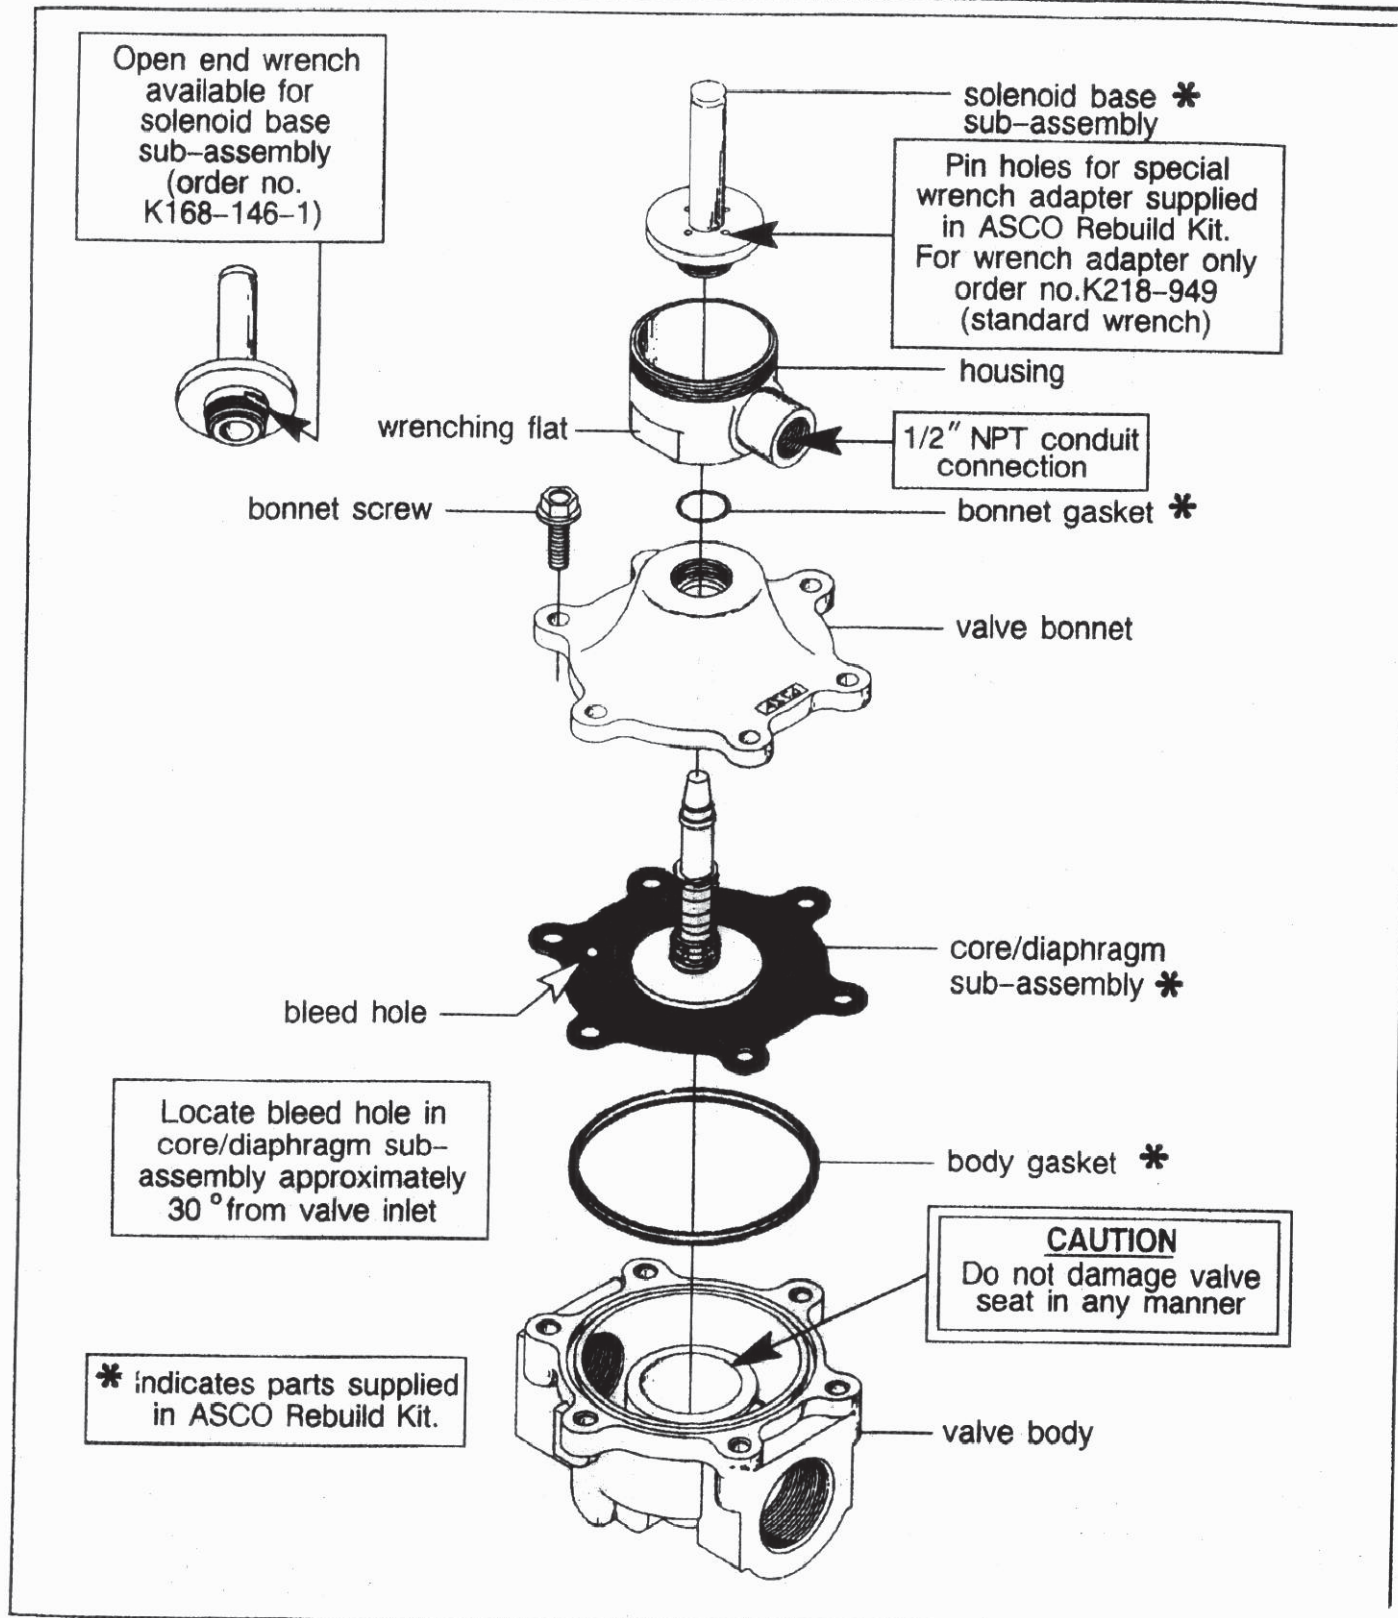 Open end wrench
available for
solenoid base
sub-assembly
(order no.
K168-146-1)
solenoid base *
sub-assembly
Pin holes for special
wrench adapter supplied
in ASCO Rebuild Kit.
For wrench adapter only
order no.K218-949
(standard wrench)
housing
wrenching flat
1/2" NPT conduit
connection
bonnet screw
bonnet gasket *
valve bonnet
ASCO
core/diaphragm
sub-assembly *
bleed hole
Locate bleed hole in
core/diaphragm sub-
assembly approximately
30° from valve inlet
body gasket *
CAUTION
Do not damage valve
seat in any manner
* indicates parts supplied
in ASCO Rebuild Kit.
valve body